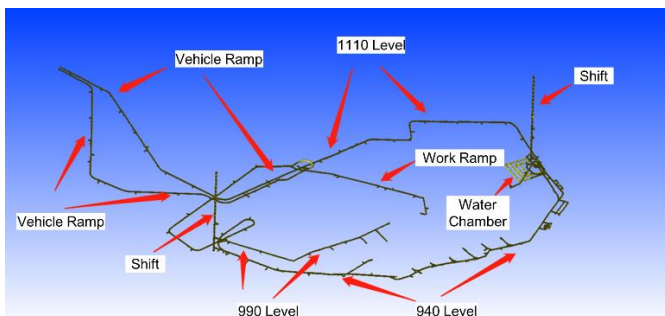 1110 Level
Vehicle Ramp
Shift
Work Ramp
Water
Chamber
Vehicle Ramp
Shift
990 Level
940 Level